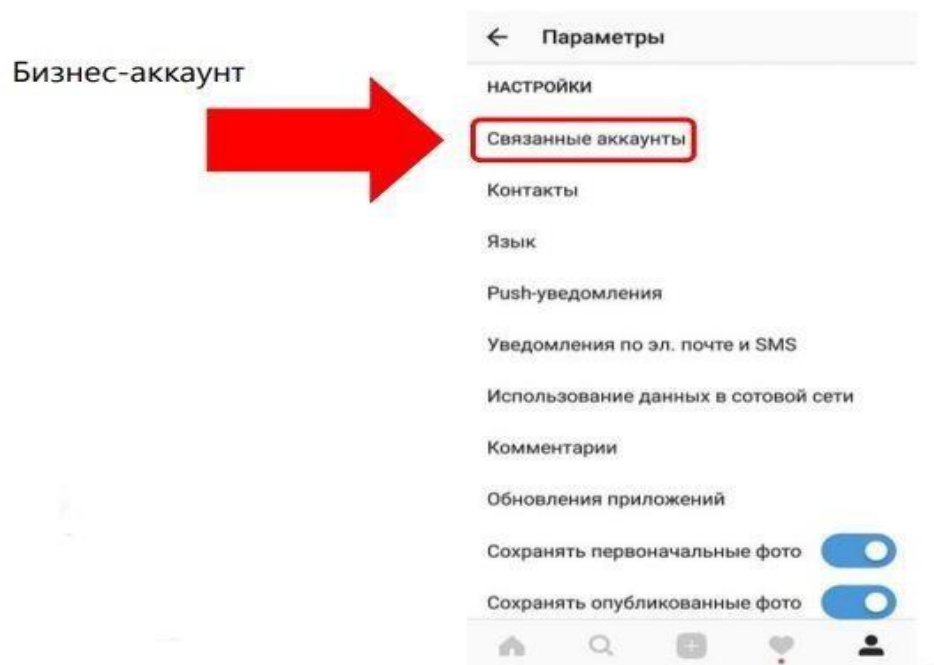 Бизнес-аккаунт
Параметры
НАСТРОЙКИ
Связанные аккаунты
Контакты
Язык
Push-уведомления
Уведомления по эл. почте и SMS
Использование данных в сотовой сети
Комментарии
Обновления приложений
Сохранять первоначальные фото
Сохранять опубликованные фото